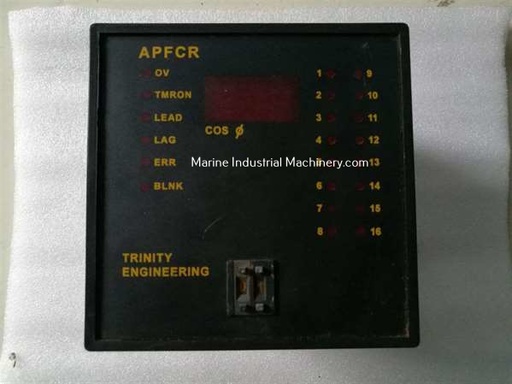 APFCR
OV
TMRON
LEAD
LAG
ERR
BLNK
COS ϕ
1 9
2 10
3 11
4 12
5 13
6 14
7 15
8 16
Marine Industrial Machinery.com
TRINITY
ENGINEERING